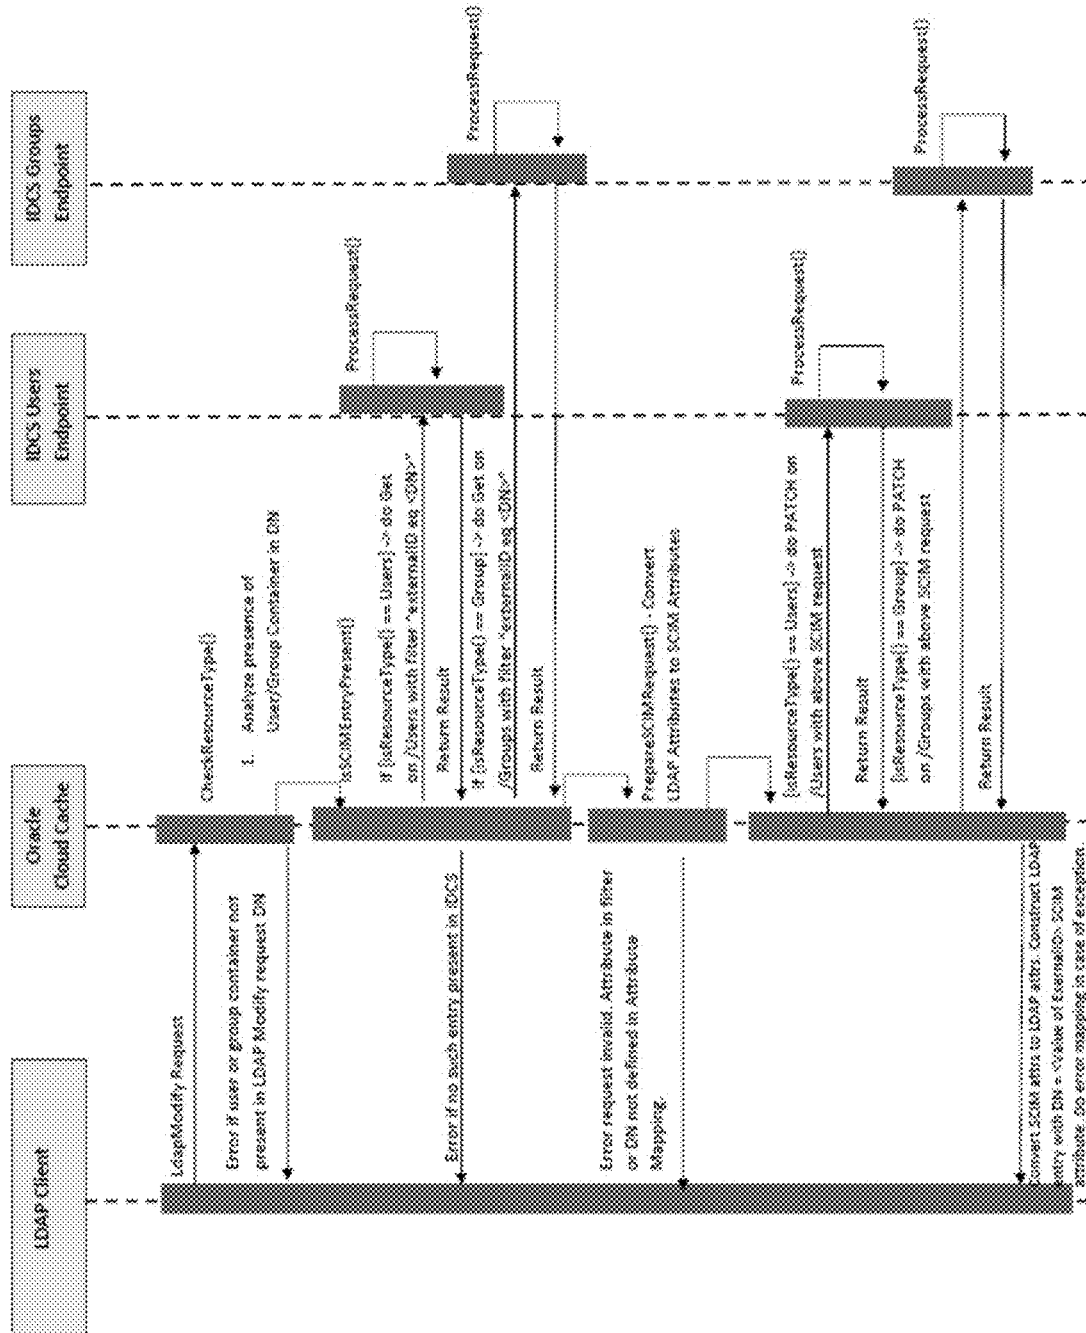 LDAP Client
Oracle
Cloud Cache
IDCS Users
Endpoint
IDCS Groups
Endpoint
LdapModify Request
CheckResourceType()
1. Analyze presence of
User/Group Container in DN
Error if user or group container not
present in LDAP Modify request DN
isSCIMEntryPresent()
ProcessRequest()
if [isResourceType() == Users] -> do Get
on /Users with filter "externalID eq <DN>"
Return Result
Error if no such entry present in IDCS
if [isResourceType() == Group] -> do Get on
/Groups with filter "externalID eq <DN>"
ProcessRequest()
Return Result
PrepareSCIMRequest() - Convert
LDAP Attributes to SCIM Attributes
Error request invalid. Attribute in filter
or DN not defined in Attribute
Mapping.
[isResourceType() == Users] -> do PATCH on
/Users with above SCIM request
ProcessRequest()
Return Result
[isResourceType() == Group] -> do PATCH
on /Groups with above SCIM request
ProcessRequest()
Return Result
Convert SCIM attrs to LDAP attrs. Construct LDAP
entry with DN = <Value of ExernalID> SCIM
attribute. Do error mapping in case of exception.